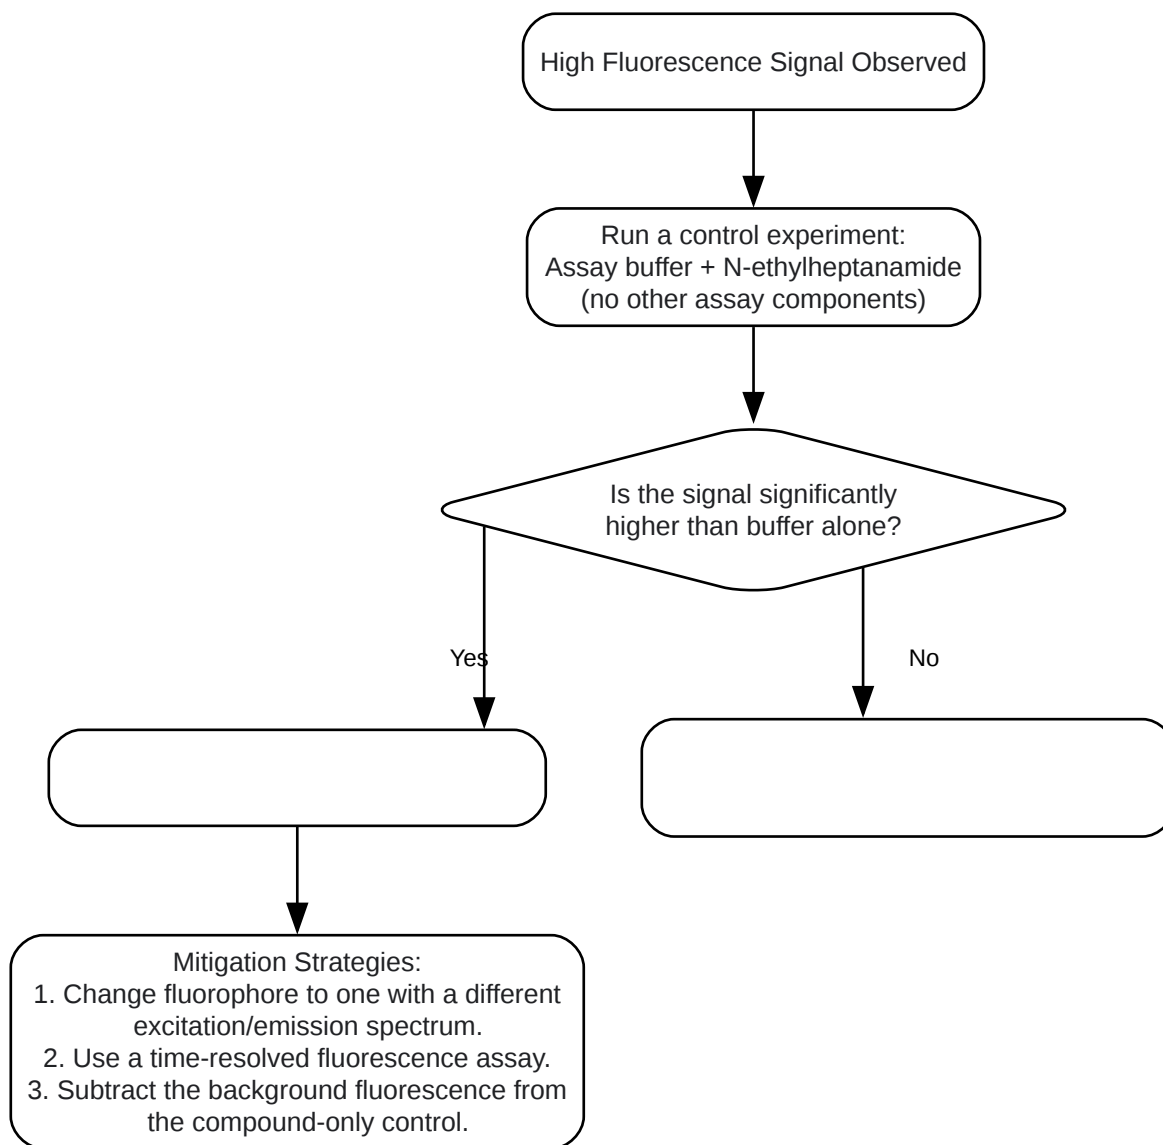 High Fluorescence Signal Observed
Run a control experiment:
Assay buffer + N-ethylheptanamide
(no other assay components)
Is the signal significantly
higher than buffer alone?
Yes
No
Mitigation Strategies:
1. Change fluorophore to one with a different
excitation/emission spectrum.
2. Use a time-resolved fluorescence assay.
3. Subtract the background fluorescence from
the compound-only control.